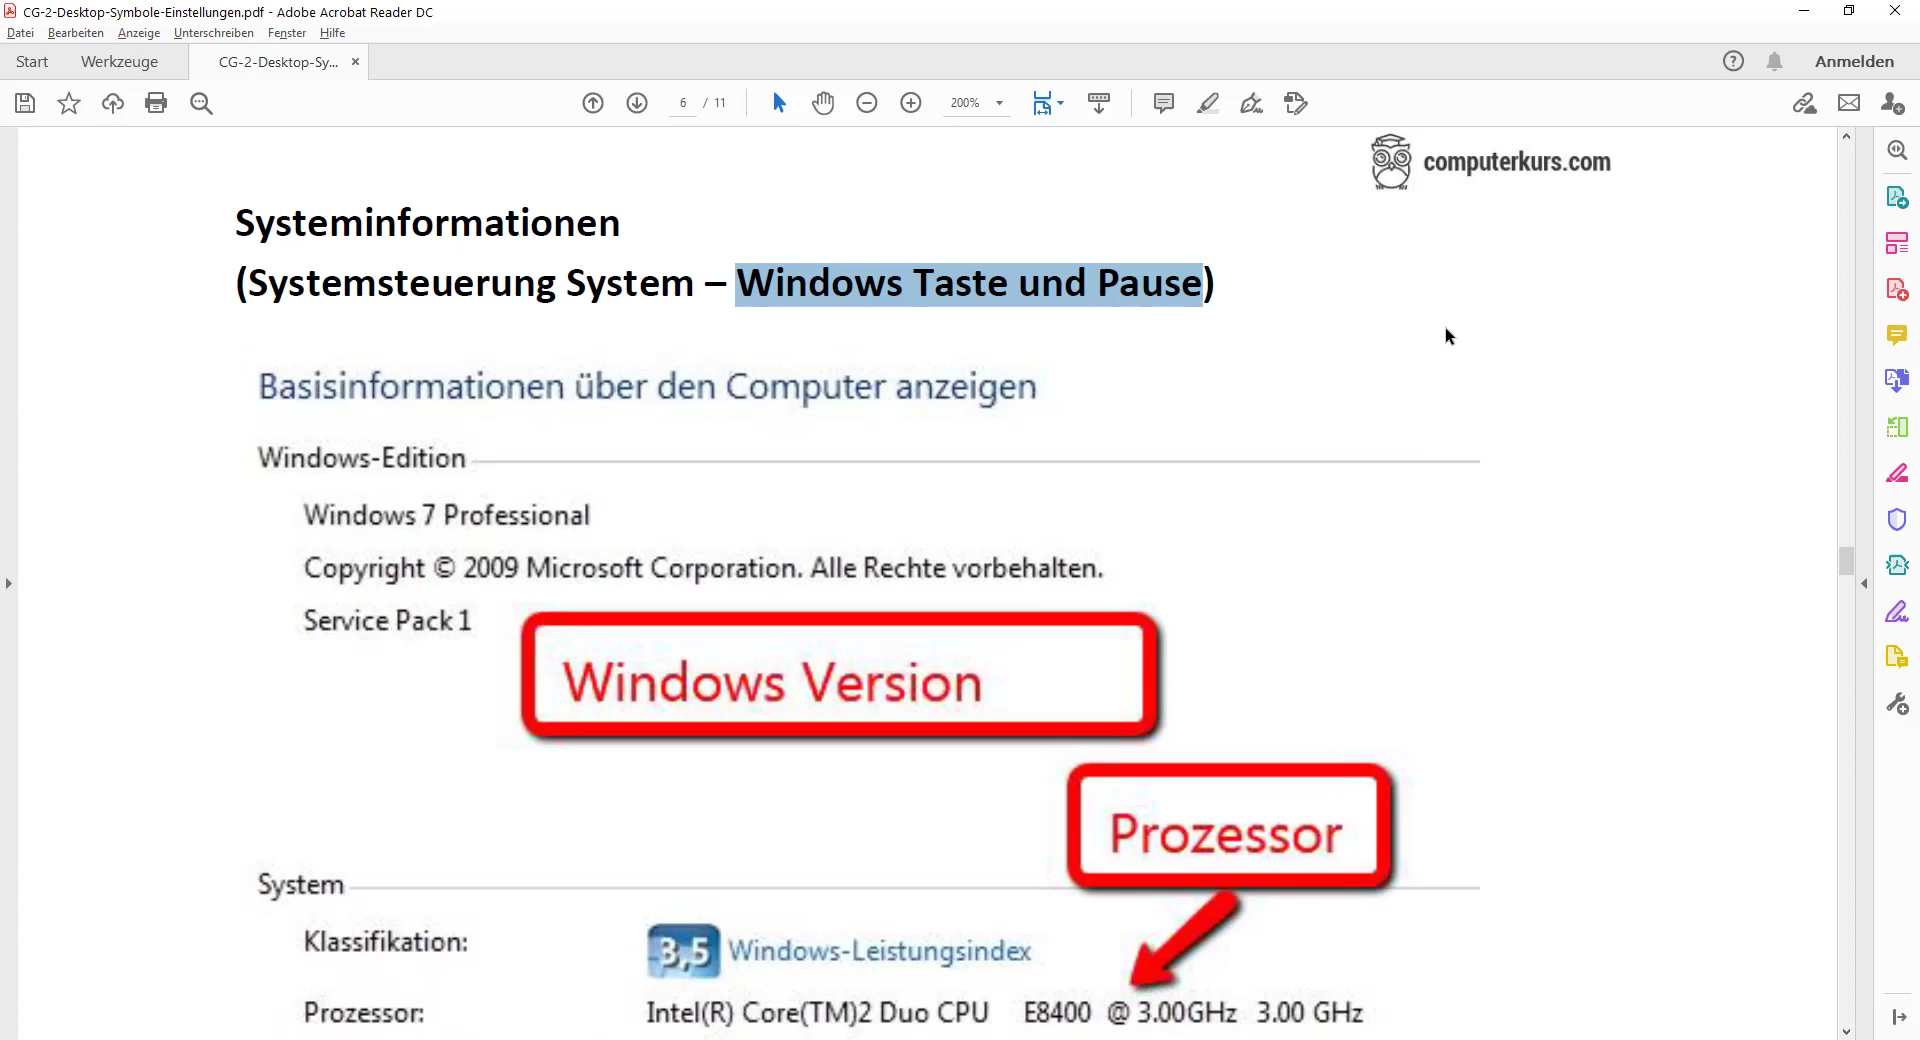 CG-2-Desktop-Symbole-Einstellungen.pdf - Adobe Acrobat Reader DC
Datei Bearbeiten Anzeige Unterschreiben Fenster Hilfe
Start Werkzeuge CG-2-Desktop-Sy... × Anmelden
6 / 11 200%
computerkurs.com
Systeminformationen
(Systemsteuerung System – Windows Taste und Pause)
Basisinformationen über den Computer anzeigen
Windows-Edition
Windows 7 Professional
Copyright © 2009 Microsoft Corporation. Alle Rechte vorbehalten.
Service Pack 1
Windows Version
Prozessor
System
Klassifikation: 3,5 Windows-Leistungsindex
Prozessor: Intel(R) Core(TM)2 Duo CPU E8400 @ 3.00GHz 3.00 GHz